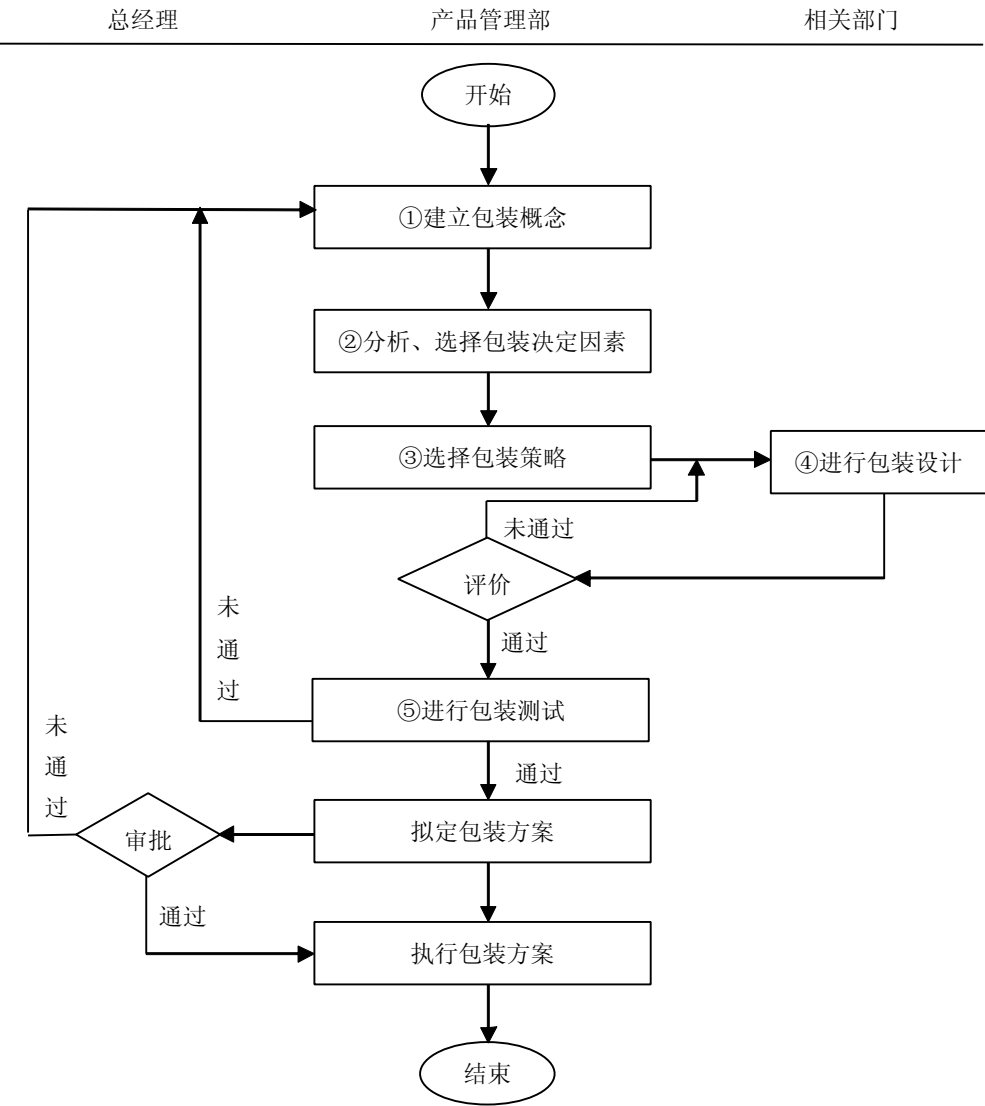 总经理
产品管理部
相关部门
开始
①建立包装概念
②分析、选择包装决定因素
③选择包装策略
④进行包装设计
未通过
评价
通过
未通过
⑤进行包装测试
通过
未通过
拟定包装方案
审批
通过
执行包装方案
结束